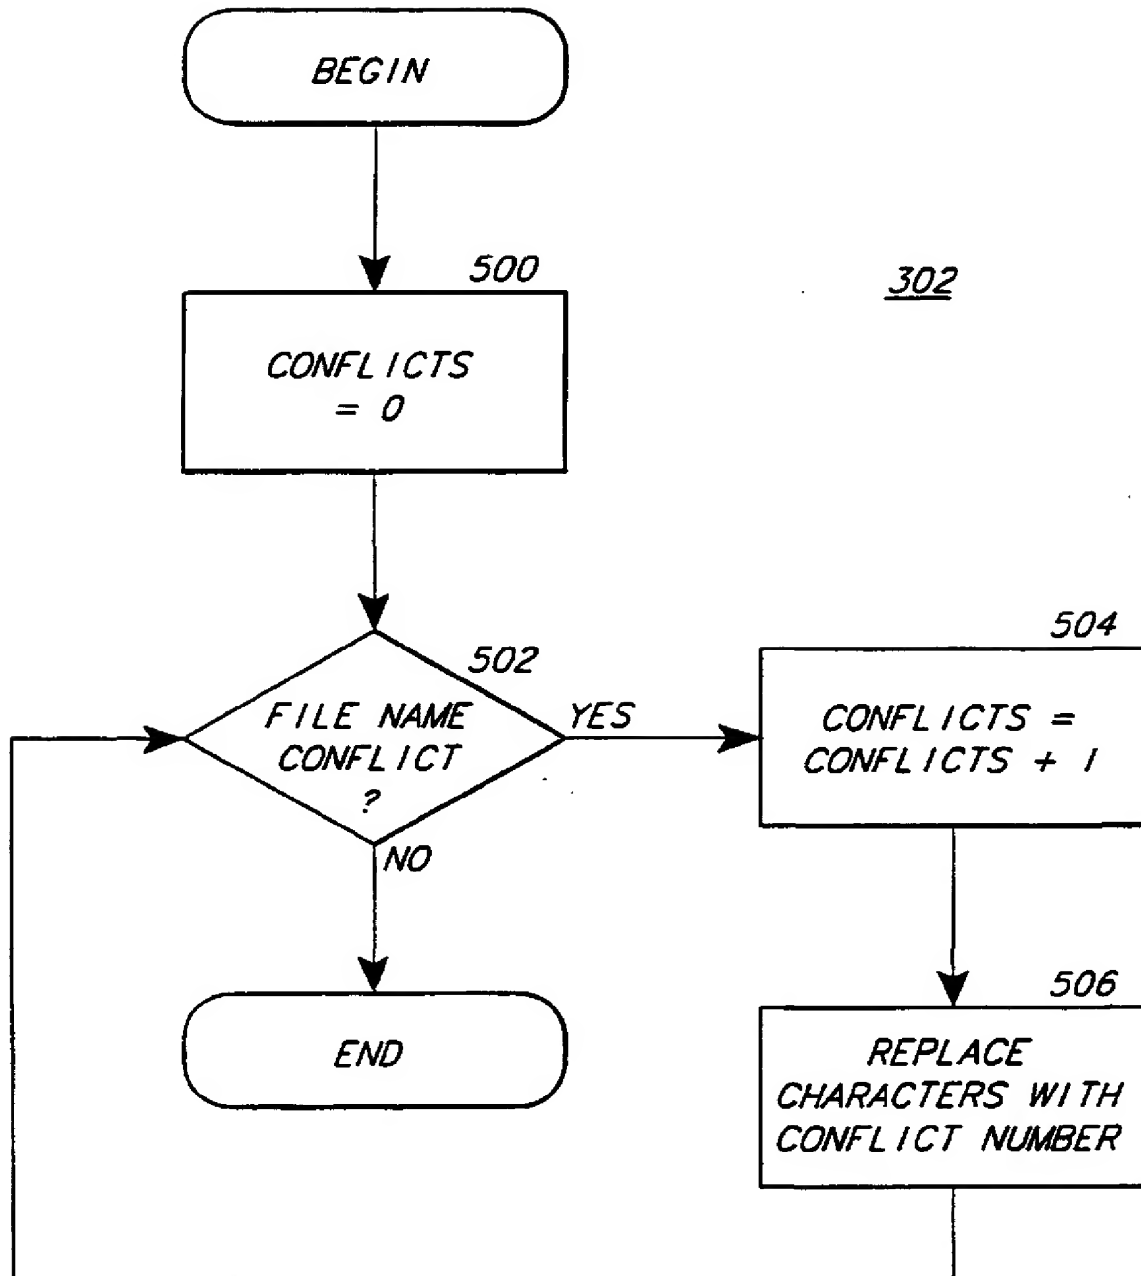 BEGIN
500
302
CONFLICTS
= 0
504
502
FILE NAME
CONFLICT
?
YES
CONFLICTS =
CONFLICTS + 1
NO
506
END
REPLACE
CHARACTERS WITH
CONFLICT NUMBER